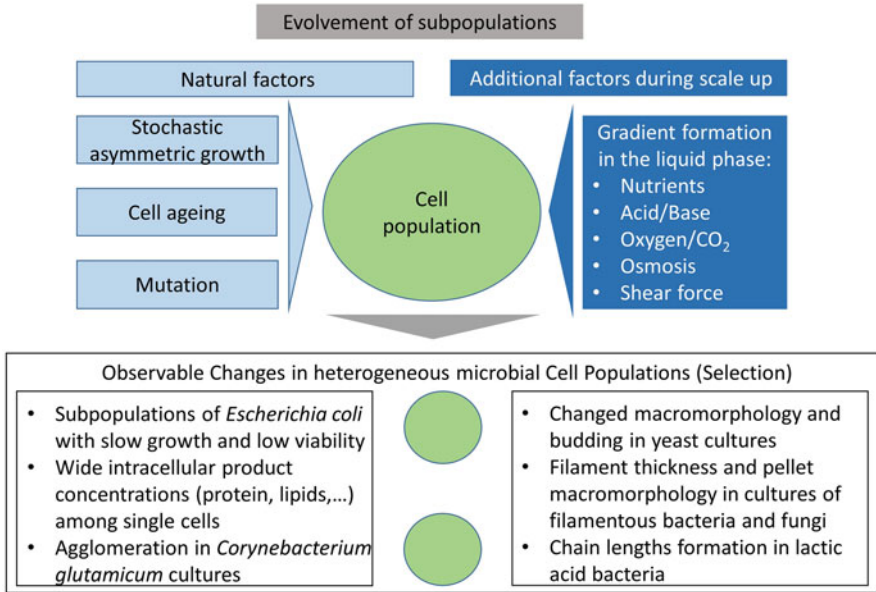 Evolvement of subpopulations
Natural factors
Additional factors during scale up
Stochastic
asymmetric growth
Cell ageing
Mutation
Cell
population
Gradient formation
in the liquid phase:
• Nutrients
• Acid/Base
• Oxygen/CO₂
• Osmosis
• Shear force
Observable Changes in heterogeneous microbial Cell Populations (Selection)
• Subpopulations of Escherichia coli
with slow growth and low viability
• Wide intracellular product
concentrations (protein, lipids,...)
among single cells
• Agglomeration in Corynebacterium
glutamicum cultures
• Changed macromorphology and
budding in yeast cultures
• Filament thickness and pellet
macromorphology in cultures of
filamentous bacteria and fungi
• Chain lengths formation in lactic
acid bacteria